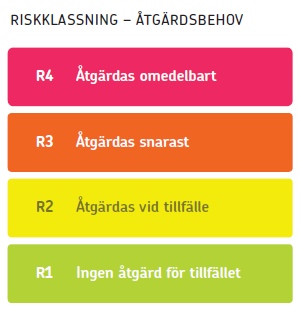 RISKKLASSNING – ÅTGÄRDSBEHOV
R4 Åtgärdas omedelbart
R3 Åtgärdas snarast
R2 Åtgärdas vid tillfälle
R1 Ingen åtgärd för tillfället